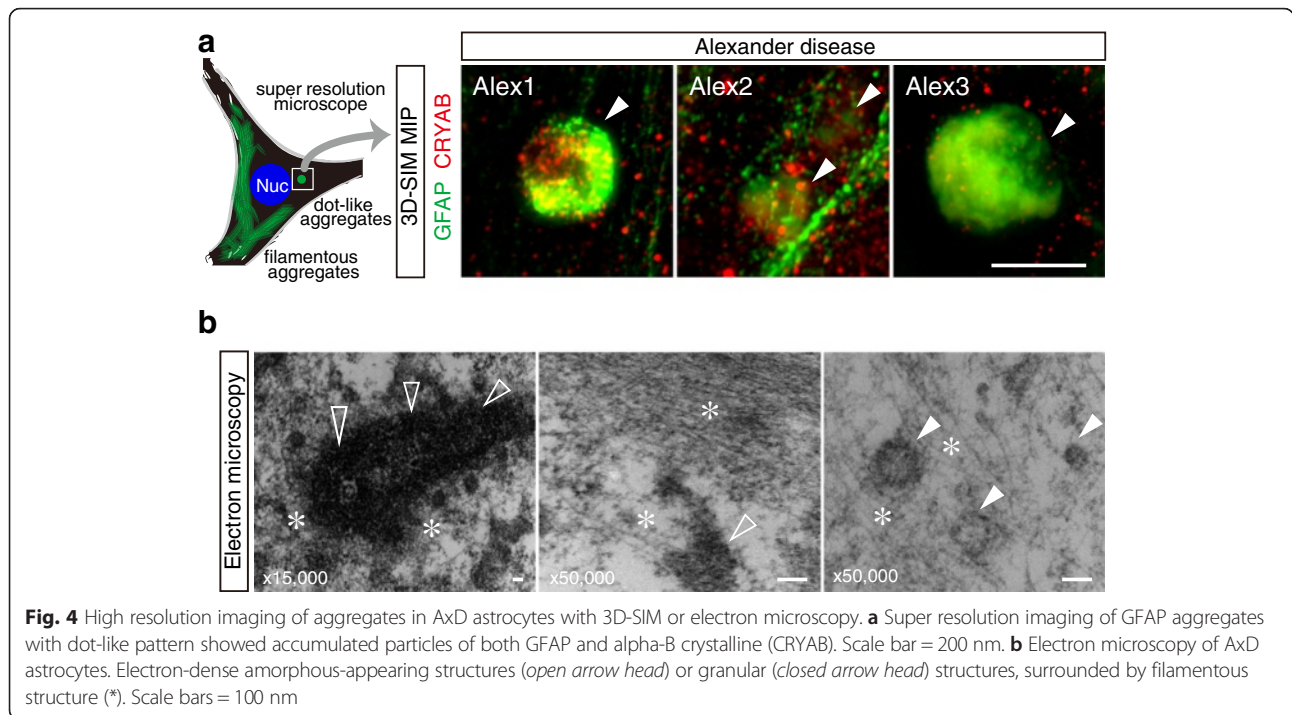 a
Alexander disease
super resolution
microscope
Nuc
dot-like
aggregates
filamentous
aggregates
3D-SIM MIP
GFAP CRYAB
Alex1
Alex2
Alex3
b
Electron microscopy
*
*
x15,000
*
*
x50,000
*
*
x50,000
Fig. 4 High resolution imaging of aggregates in AxD astrocytes with 3D-SIM or electron microscopy. a Super resolution imaging of GFAP aggregates
with dot-like pattern showed accumulated particles of both GFAP and alpha-B crystalline (CRYAB). Scale bar = 200 nm. b Electron microscopy of AxD
astrocytes. Electron-dense amorphous-appearing structures (open arrow head) or granular (closed arrow head) structures, surrounded by filamentous
structure (*). Scale bars = 100 nm